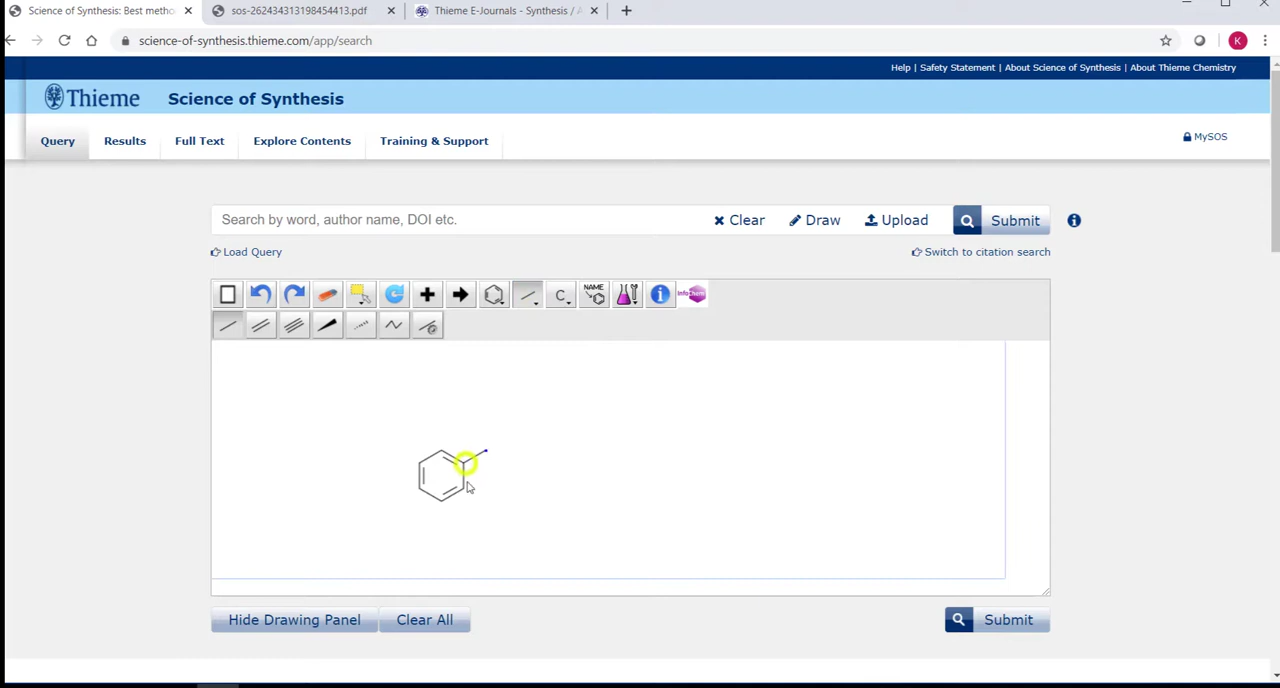 Science of Synthesis: Best metho
sos-262434313198454413.pdf
Thieme E-Journals - Synthesis / A
science-of-synthesis.thieme.com/app/search
K
Help | Safety Statement | About Science of Synthesis | About Thieme Chemistry
Thieme Science of Synthesis
Query Results Full Text Explore Contents Training & Support
MySOS
Search by word, author name, DOI etc. Clear Draw Upload Submit
Load Query Switch to citation search
C NAME InfoChem
Hide Drawing Panel Clear All Submit